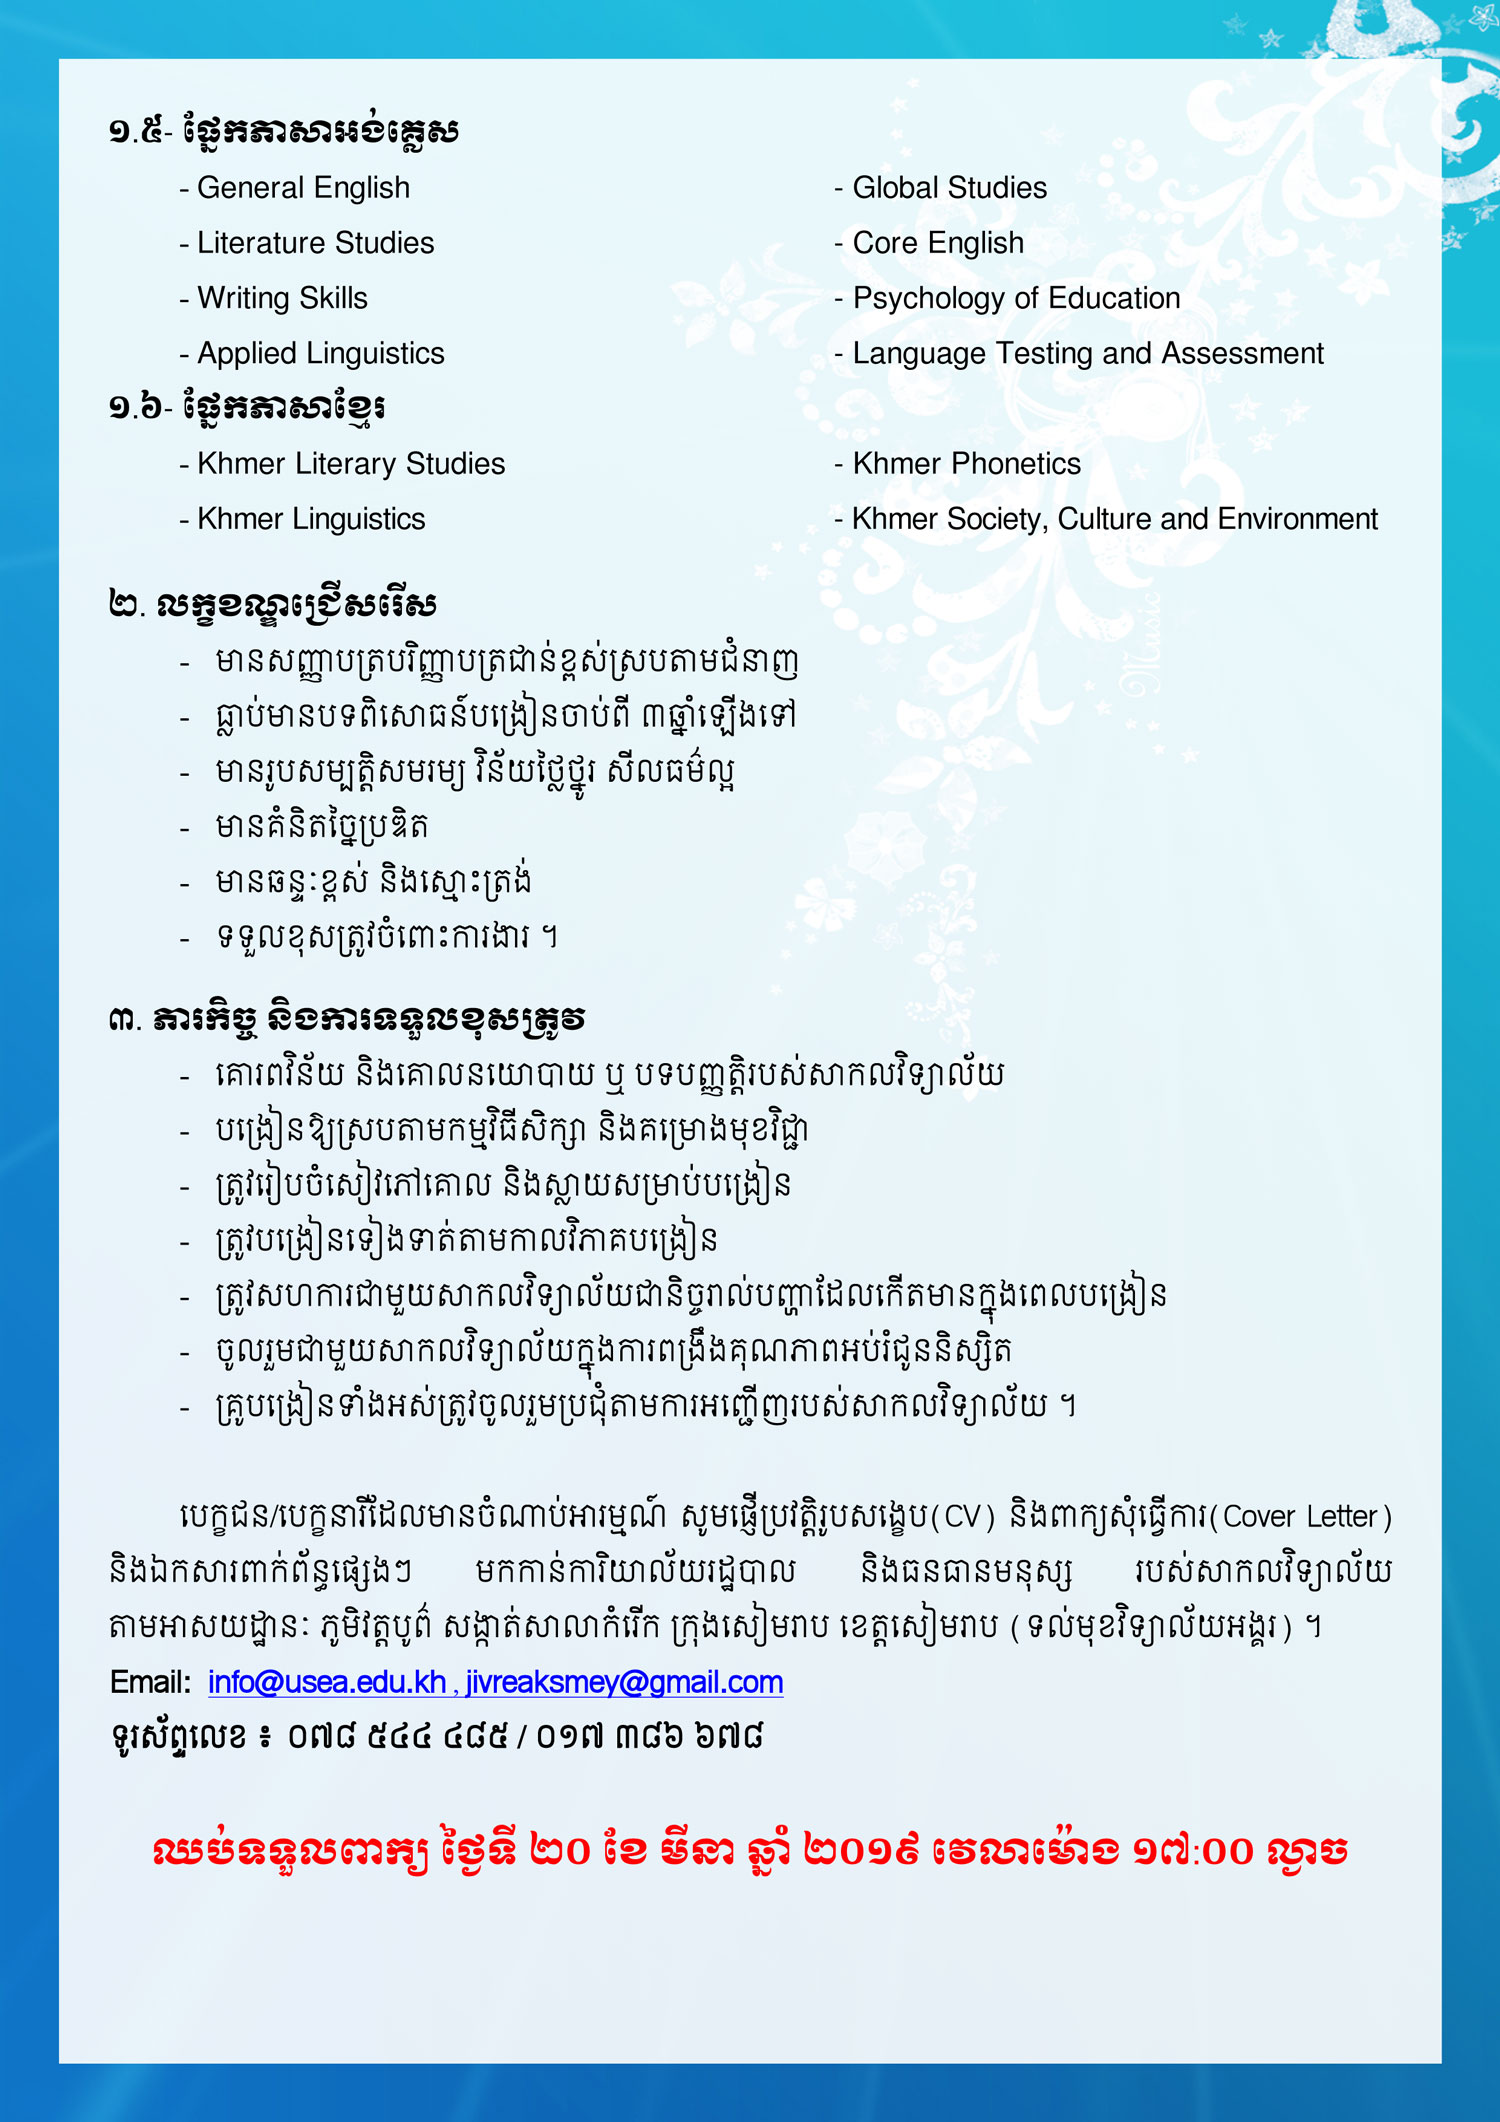 ១.៥- ផ្នែកភាសាអង់គ្លេស
- General English - Global Studies
- Literature Studies - Core English
- Writing Skills - Psychology of Education
- Applied Linguistics - Language Testing and Assessment
១.៦- ផ្នែកភាសាខ្មែរ
- Khmer Literary Studies - Khmer Phonetics
- Khmer Linguistics - Khmer Society, Culture and Environment
២. លក្ខខណ្ឌជ្រើសរើស
- មានសញ្ញាបត្របរិញ្ញាបត្រជាន់ខ្ពស់ស្របតាមជំនាញ
- ធ្លាប់មានបទពិសោធន៍បង្រៀនចាប់ពី ៣ឆ្នាំឡើងទៅ
- មានរូបសម្បត្តិសមរម្យ វិន័យថ្លៃថ្នូរ សីលធម៌ល្អ
- មានគំនិតច្នៃប្រឌិត
- មានឆន្ទៈខ្ពស់ និងស្មោះត្រង់
- ទទួលខុសត្រូវចំពោះការងារ ។
៣. ភារកិច្ច និងការទទួលខុសត្រូវ
- គោរពវិន័យ និងគោលនយោបាយ ឬ បទបញ្ញត្តិរបស់សាកលវិទ្យាល័យ
- បង្រៀនឱ្យស្របតាមកម្មវិធីសិក្សា និងគម្រោងមុខវិជ្ជា
- ត្រូវរៀបចំសៀវភៅគោល និងស្លាយសម្រាប់បង្រៀន
- ត្រូវបង្រៀនទៀងទាត់តាមកាលវិភាគបង្រៀន
- ត្រូវសហការជាមួយសាកលវិទ្យាល័យជានិច្ចរាល់បញ្ហាដែលកើតមានក្នុងពេលបង្រៀន
- ចូលរួមជាមួយសាកលវិទ្យាល័យក្នុងការពង្រឹងគុណភាពអប់រំជូននិស្សិត
- គ្រូបង្រៀនទាំងអស់ត្រូវចូលរួមប្រជុំតាមការអញ្ជើញរបស់សាកលវិទ្យាល័យ ។
បេក្ខជន/បេក្ខនារីដែលមានចំណាប់អារម្មណ៍ សូមផ្ញើប្រវត្តិរូបសង្ខេប(CV) និងពាក្យសុំធ្វើការ(Cover Letter)
និងឯកសារពាក់ព័ន្ធផ្សេងៗ មកកាន់ការិយាល័យរដ្ឋបាល និងធនធានមនុស្ស របស់សាកលវិទ្យាល័យ
តាមអាសយដ្ឋានៈ ភូមិវត្តបូព៌ សង្កាត់សាលាកំរើក ក្រុងសៀមរាប ខេត្តសៀមរាប (ទល់មុខវិទ្យាល័យអង្គរ) ។
Email: info@usea.edu.kh , jivreaksmey@gmail.com
ទូរស័ព្ទលេខ ៖ ០៧៨ ៥៤៤ ៤៨៥ / ០១៧ ៣៨៦ ៦៧៨
ឈប់ទទួលពាក្យ ថ្ងៃទី ២០ ខែ មីនា ឆ្នាំ ២០១៩ វេលាម៉ោង ១៧:០០ ល្ងាច
Music